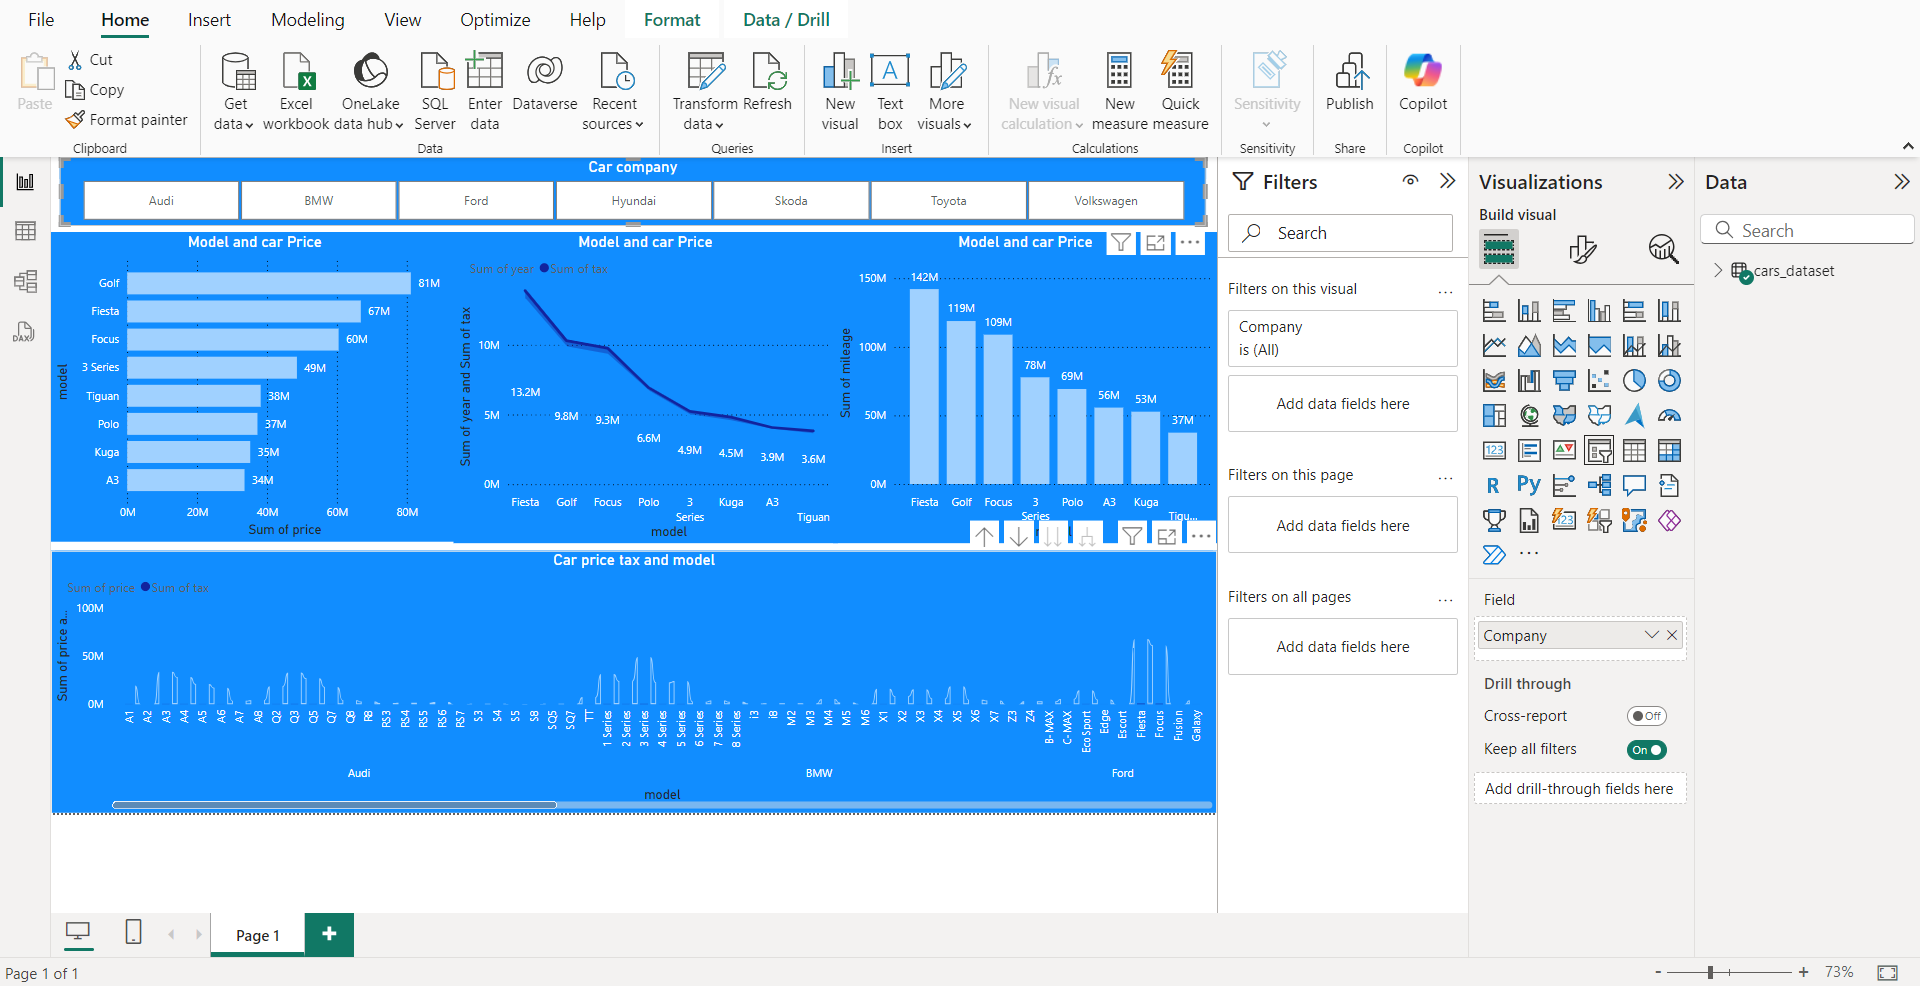 File Home Insert Modeling View Optimize Help Format Data / Drill
Paste
Cut
Copy
Format painter
Clipboard
Get data
Excel workbook
OneLake data hub
SQL Server
Enter data
Dataverse
Recent sources
Data
Transform data
Refresh
Queries
New visual
Text box
More visuals
Insert
New visual calculation
New measure
Quick measure
Calculations
Sensitivity
Sensitivity
Publish
Share
Copilot
Copilot
Car company
Audi BMW Ford Hyundai Skoda Toyota Volkswagen
Model and car Price
model
Golf 81M
Fiesta 67M
Focus 60M
3 Series 49M
Tiguan 38M
Polo 37M
Kuga 35M
A3 34M
0M 20M 40M 60M 80M
Sum of price
Model and car Price
Sum of year Sum of tax
Sum of year and Sum of tax
10M
5M
0M
13.2M 9.8M 9.3M 6.6M 4.9M 4.5M 3.9M 3.6M
Fiesta Golf Focus Polo 3 Series Kuga A3 Tiguan
model
Model and car Price
Sum of mileage
150M
100M
50M
0M
142M 119M 109M 78M 69M 56M 53M 37M
Fiesta Golf Focus 3 Series Polo A3 Kuga Tigu...
Car price tax and model
Sum of price Sum of tax
Sum of price a...
100M
50M
0M
A1 A2 A3 A4 A5 A6 A7 A8 Q2 Q3 Q5 Q7 Q8 R8 RS3 RS4 RS5 RS6 RS7 S3 S4 S5 S8 SQ5 SQ7 TT 1 Series 2 Series 3 Series 4 Series 5 Series 6 Series 7 Series 8 Series i3 i8 M2 M3 M4 M5 M6 X1 X2 X3 X4 X5 X6 X7 Z3 Z4 B-MAX C-MAX EcoSport Edge Escort Fiesta Focus Fusion Galaxy
Audi BMW Ford
model
Filters
Search
Filters on this visual
Company
is (All)
Add data fields here
Filters on this page
Add data fields here
Filters on all pages
Add data fields here
Visualizations
Build visual
123
R Py
123
Field
Company
Drill through
Cross-report Off
Keep all filters On
Add drill-through fields here
Data
Search
cars_dataset
DAX
Page 1
Page 1 of 1
- + 73%